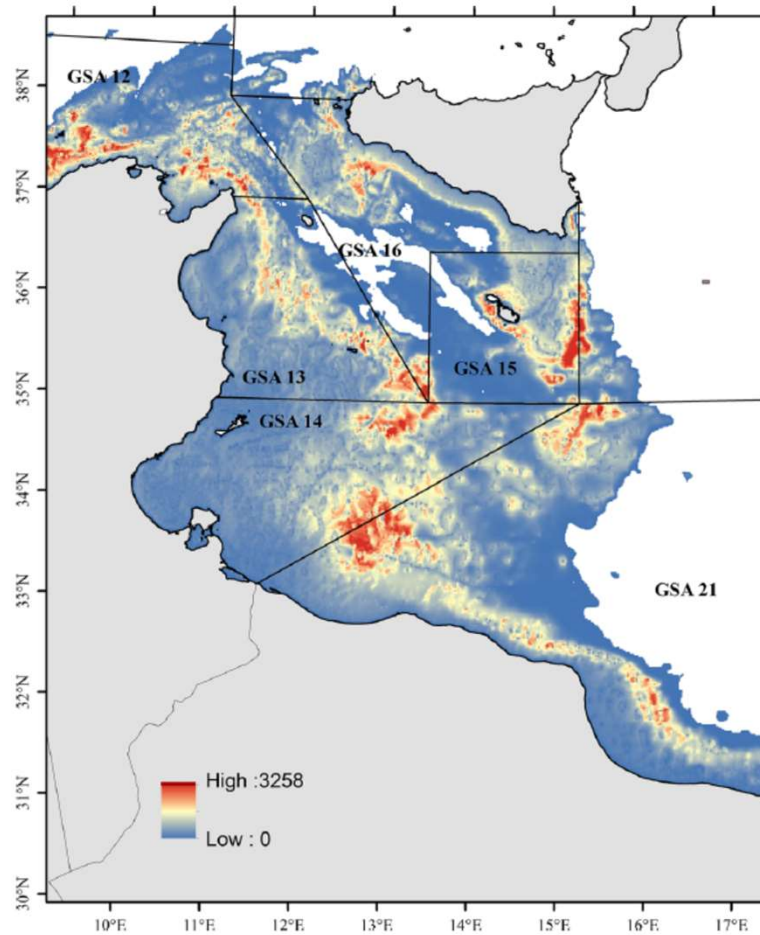 38°N
GSA 12
37°N
GSA 16
36°N
GSA 15
35°N
GSA 13
GSA 14
34°N
33°N
GSA 21
32°N
31°N
High :3258
Low : 0
30°N
10°E 11°E 12°E 13°E 14°E 15°E 16°E 17°E